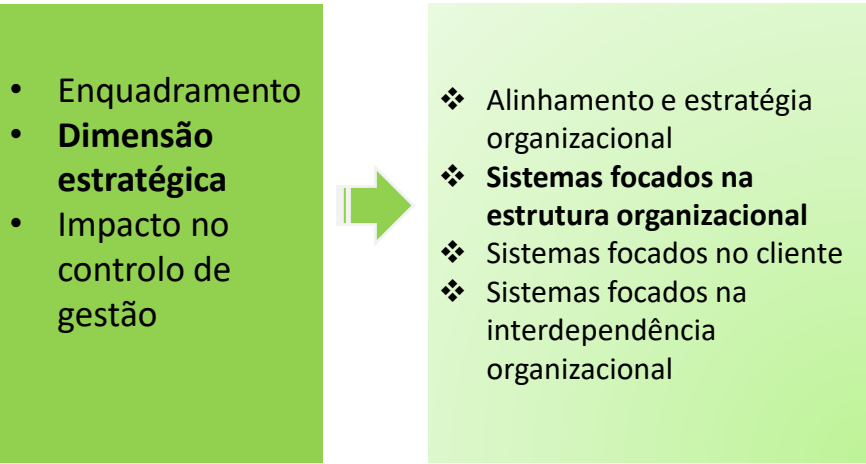 • Enquadramento
• Dimensão
estratégica
• Impacto no
controlo de
gestão
❖ Alinhamento e estratégia
organizacional
❖ Sistemas focados na
estrutura organizacional
❖ Sistemas focados no cliente
❖ Sistemas focados na
interdependência
organizacional